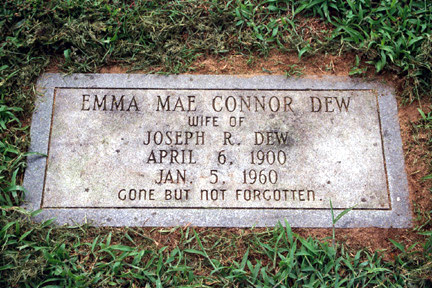 EMMA MAE CONNOR DEW
WIFE OF
JOSEPH R. DEW
APRIL 6, 1900
JAN. 5, 1960
GONE BUT NOT FORGOTTEN.